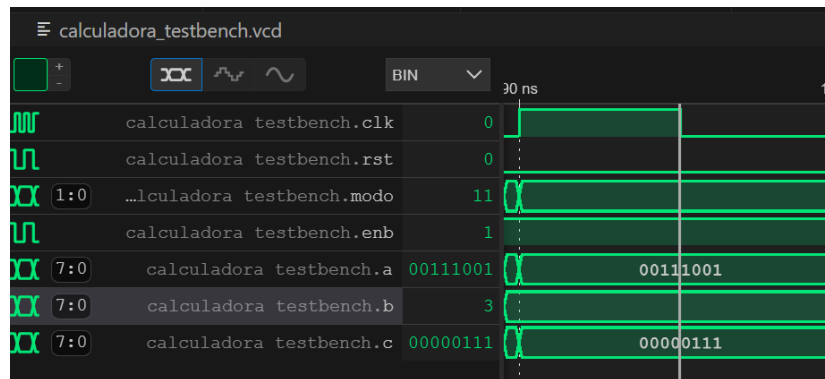 calculadora_testbench.vcd
+
-
BIN
90 ns
1
calculadora testbench.clk 0
calculadora testbench.rst 0
1:0 …lculadora testbench.modo 11
calculadora testbench.enb 1
7:0 calculadora testbench.a 00111001 00111001
7:0 calculadora testbench.b 3
7:0 calculadora testbench.c 00000111 00000111